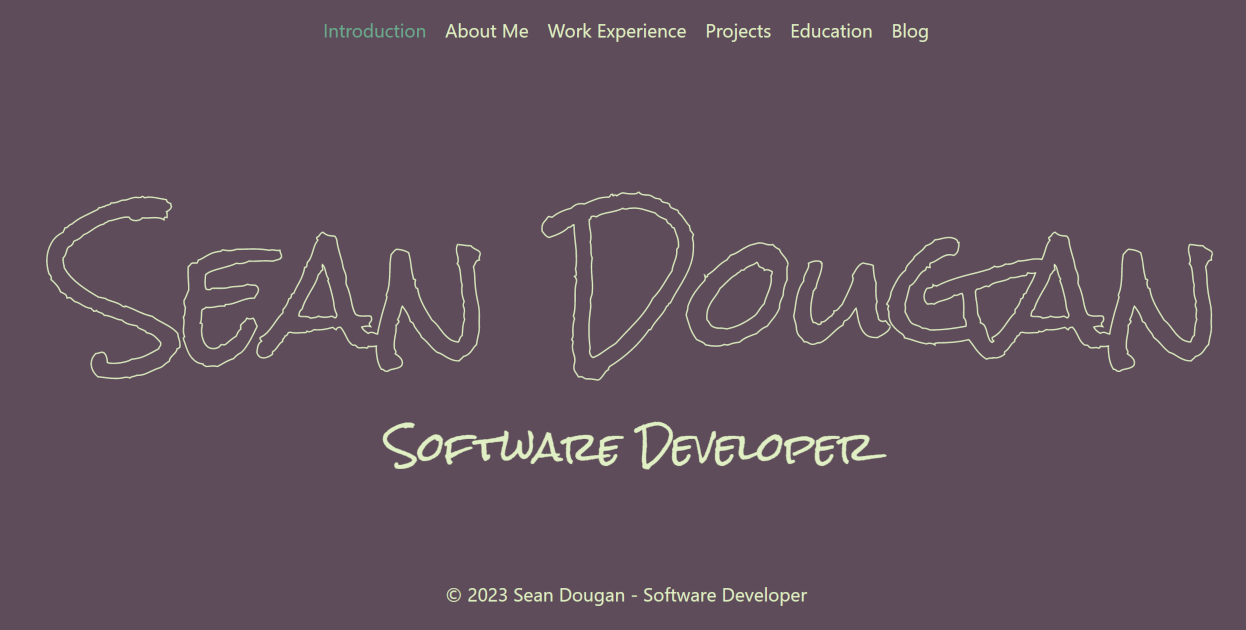 Introduction About Me Work Experience Projects Education Blog
Sean Dougan
Software Developer
© 2023 Sean Dougan - Software Developer